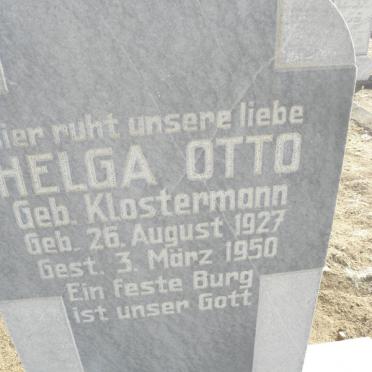 Hier ruht unsere liebe
HELGA OTTO
Geb. Klostermann
Geb. 26. August 1927
Gest. 3. März 1950
Ein feste Burg
ist unser Gott